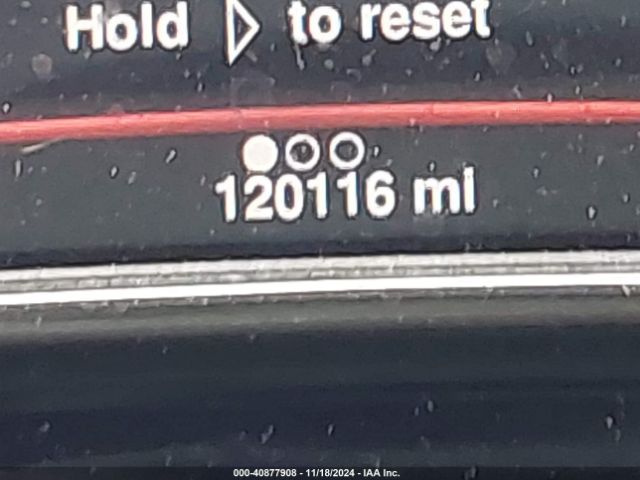 Hold ▷ to reset
120116 mi
000-40877908 - 11/18/2024 - IAA Inc.